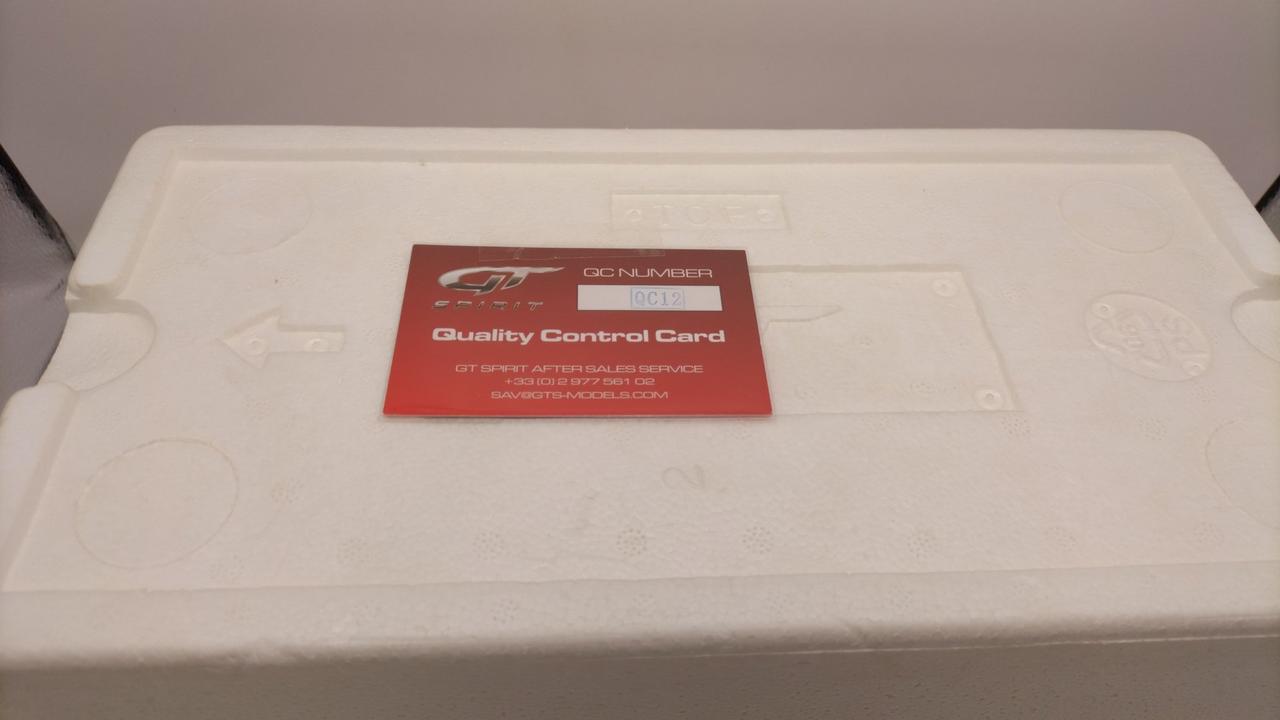 TOP
GT
SPIRIT
QC NUMBER
QC12
Quality Control Card
GT SPIRIT AFTER SALES SERVICE
+33 (0) 2 977 561 02
SAV@GTS-MODELS.COM
2